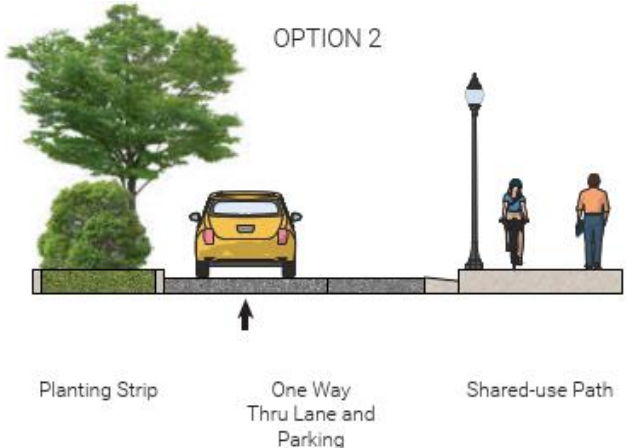 OPTION 2
Planting Strip
One Way
Thru Lane and
Parking
Shared-use Path